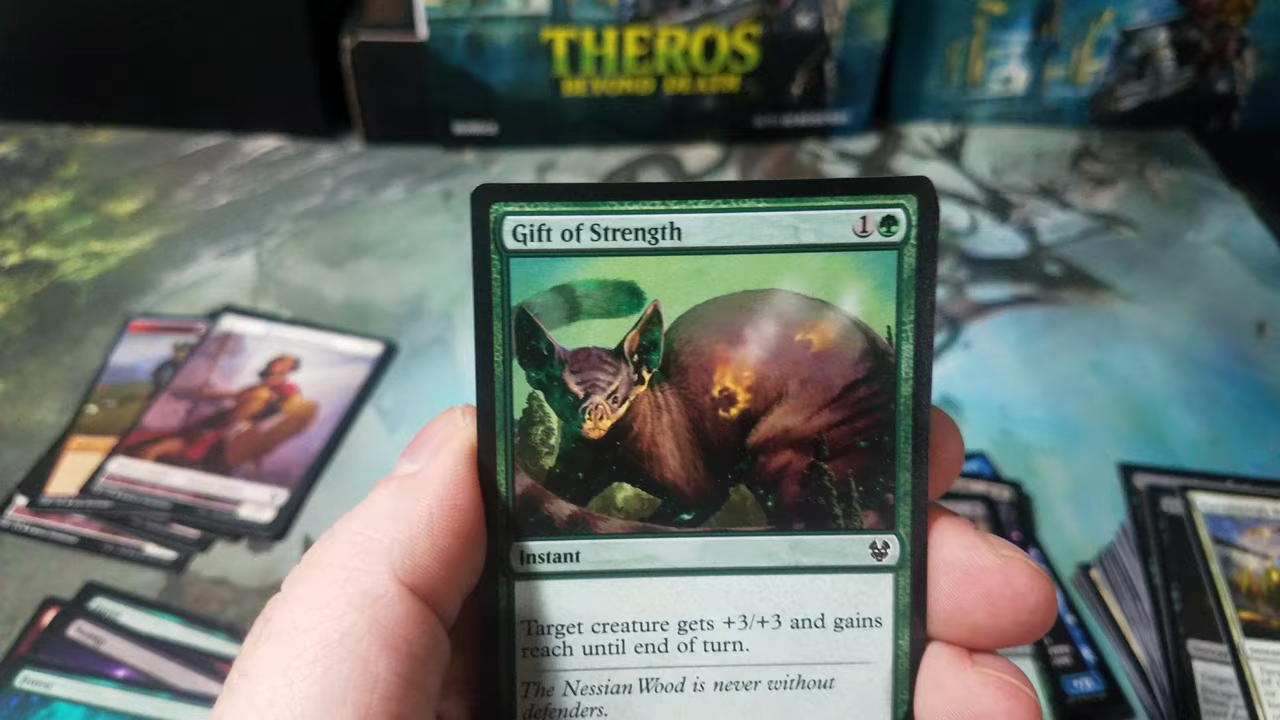 THEROS
BEYOND DEATH
Gift of Strength
1
Instant
Target creature gets +3/+3 and gains
reach until end of turn.
The Nessian Wood is never without
defenders.